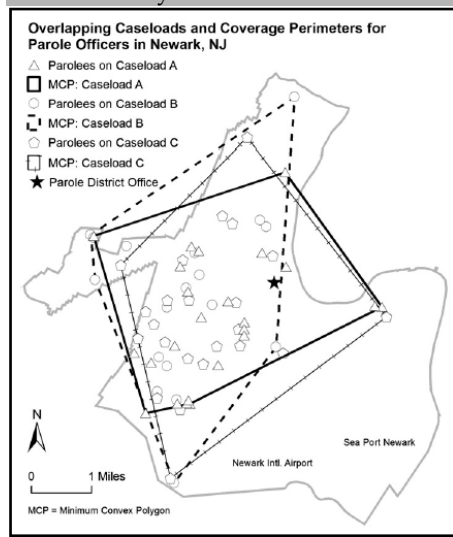 Overlapping Caseloads and Coverage Perimeters for
Parole Officers in Newark, NJ
Parolees on Caseload A
MCP: Caseload A
Parolees on Caseload B
MCP: Caseload B
Parolees on Caseload C
MCP: Caseload C
Parole District Office
N
0 1 Miles
Sea Port Newark
Newark Intl. Airport
MCP = Minimum Convex Polygon